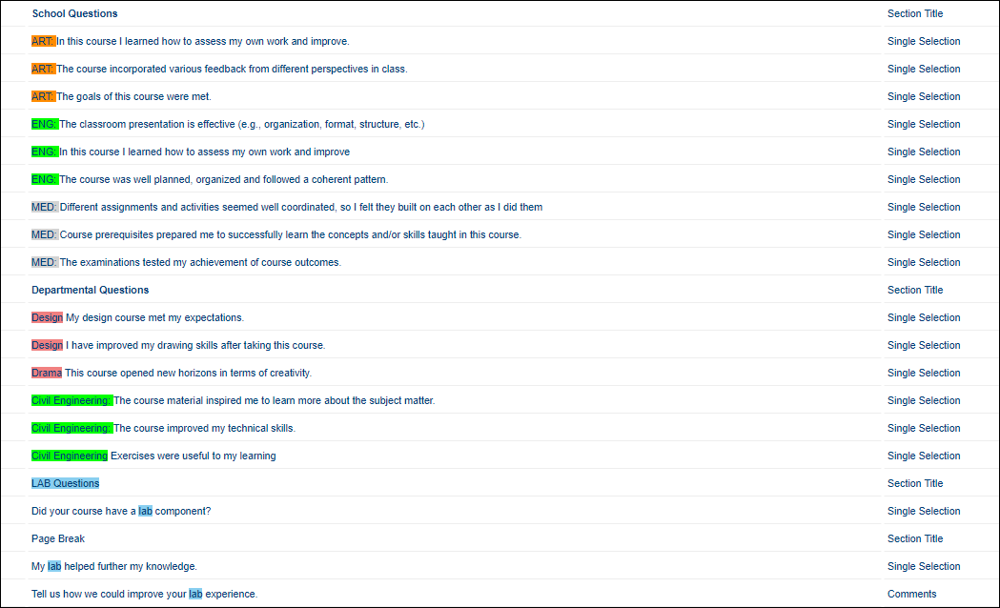 School Questions Section Title
ART: In this course I learned how to assess my own work and improve. Single Selection
ART: The course incorporated various feedback from different perspectives in class. Single Selection
ART: The goals of this course were met. Single Selection
ENG: The classroom presentation is effective (e.g., organization, format, structure, etc.) Single Selection
ENG: In this course I learned how to assess my own work and improve Single Selection
ENG: The course was well planned, organized and followed a coherent pattern. Single Selection
MED: Different assignments and activities seemed well coordinated, so I felt they built on each other as I did them Single Selection
MED: Course prerequisites prepared me to successfully learn the concepts and/or skills taught in this course. Single Selection
MED: The examinations tested my achievement of course outcomes. Single Selection
Departmental Questions Section Title
Design My design course met my expectations. Single Selection
Design I have improved my drawing skills after taking this course. Single Selection
Drama This course opened new horizons in terms of creativity. Single Selection
Civil Engineering: The course material inspired me to learn more about the subject matter. Single Selection
Civil Engineering: The course improved my technical skills. Single Selection
Civil Engineering Exercises were useful to my learning Single Selection
LAB Questions Section Title
Did your course have a lab component? Single Selection
Page Break Section Title
My lab helped further my knowledge. Single Selection
Tell us how we could improve your lab experience. Comments